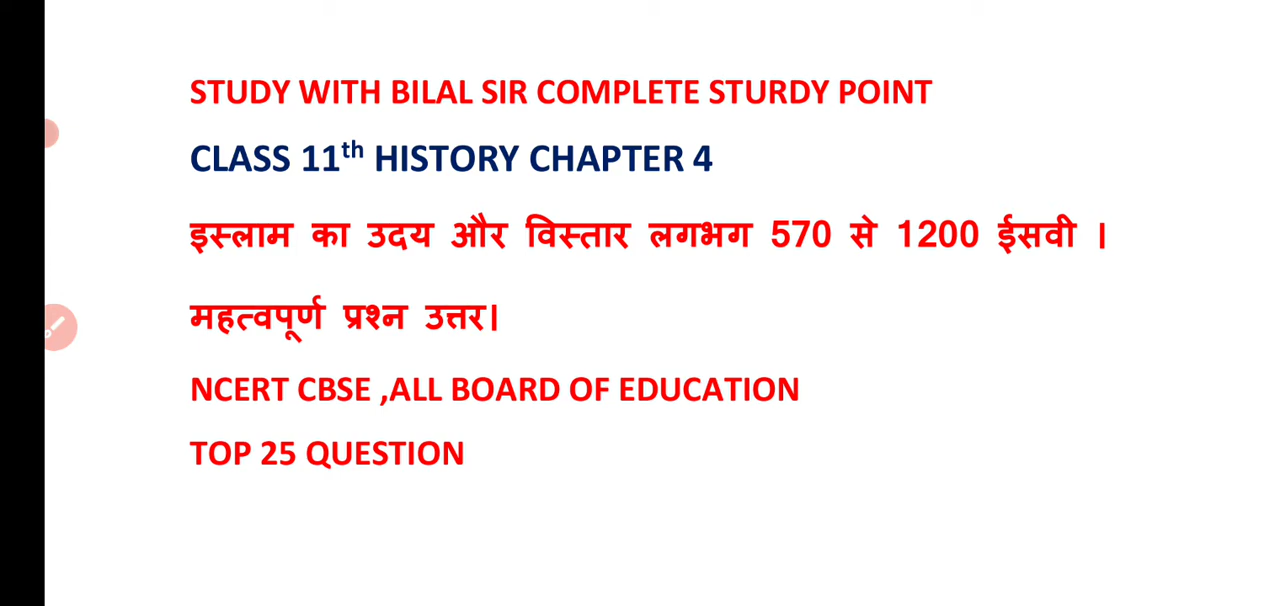 STUDY WITH BILAL SIR COMPLETE STURDY POINT
CLASS 11th HISTORY CHAPTER 4
इस्लाम का उदय और विस्तार लगभग 570 से 1200 ईसवी ।
महत्वपूर्ण प्रश्न उत्तर।
NCERT CBSE ,ALL BOARD OF EDUCATION
TOP 25 QUESTION